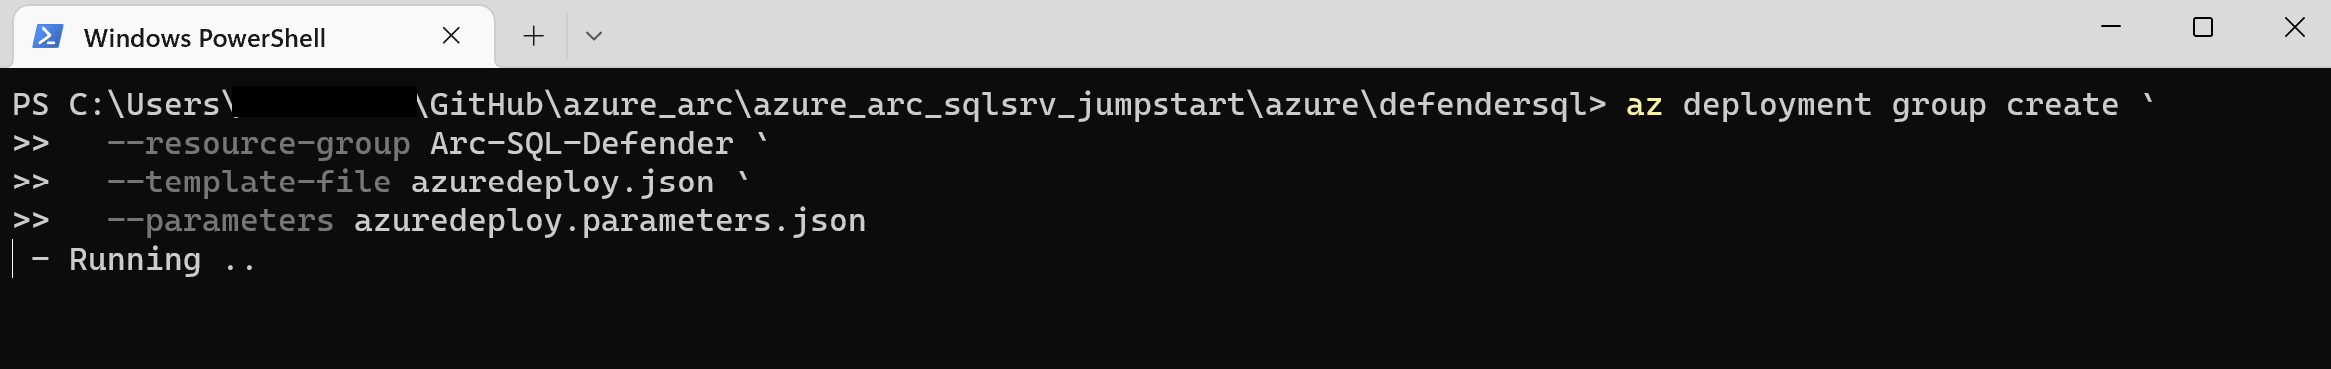 Windows PowerShell
PS C:\Users\ \GitHub\azure_arc\azure_arc_sqlsrv_jumpstart\azure\defendersql> az deployment group create `
>>   --resource-group Arc-SQL-Defender `
>>   --template-file azuredeploy.json `
>>   --parameters azuredeploy.parameters.json
 - Running ..